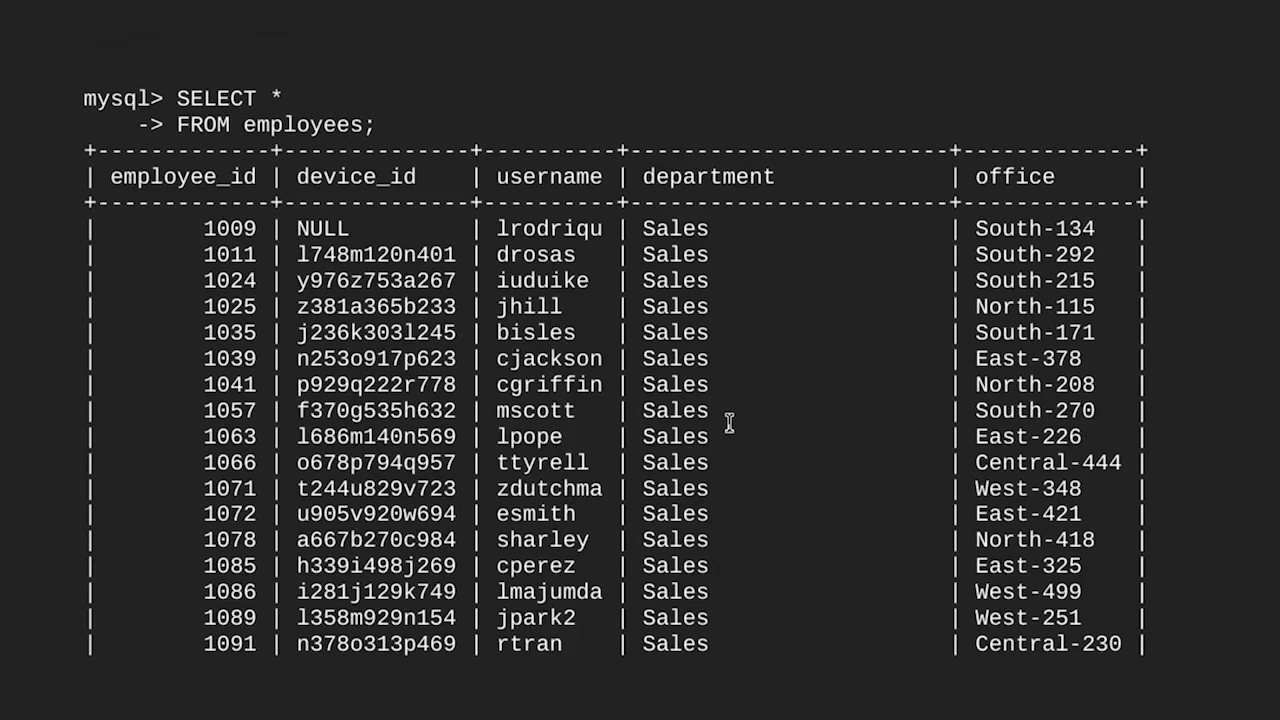 mysql> SELECT *
    -> FROM employees;
+-------------+--------------+----------+------------------------+-------------+
| employee_id | device_id    | username | department             | office      |
+-------------+--------------+----------+------------------------+-------------+
|        1009 | NULL         | lrodriqu | Sales                  | South-134   |
|        1011 | l748m120n401 | drosas   | Sales                  | South-292   |
|        1024 | y976z753a267 | iuduike  | Sales                  | South-215   |
|        1025 | z381a365b233 | jhill    | Sales                  | North-115   |
|        1035 | j236k303l245 | bisles   | Sales                  | South-171   |
|        1039 | n253o917p623 | cjackson | Sales                  | East-378    |
|        1041 | p929q222r778 | cgriffin | Sales                  | North-208   |
|        1057 | f370g535h632 | mscott   | Sales                  | South-270   |
|        1063 | l686m140n569 | lpope    | Sales                  | East-226    |
|        1066 | o678p794q957 | ttyrell  | Sales                  | Central-444 |
|        1071 | t244u829v723 | zdutchma | Sales                  | West-348    |
|        1072 | u905v920w694 | esmith   | Sales                  | East-421    |
|        1078 | a667b270c984 | sharley  | Sales                  | North-418   |
|        1085 | h339i498j269 | cperez   | Sales                  | East-325    |
|        1086 | i281j129k749 | lmajumda | Sales                  | West-499    |
|        1089 | l358m929n154 | jpark2   | Sales                  | West-251    |
|        1091 | n378o313p469 | rtran    | Sales                  | Central-230 |